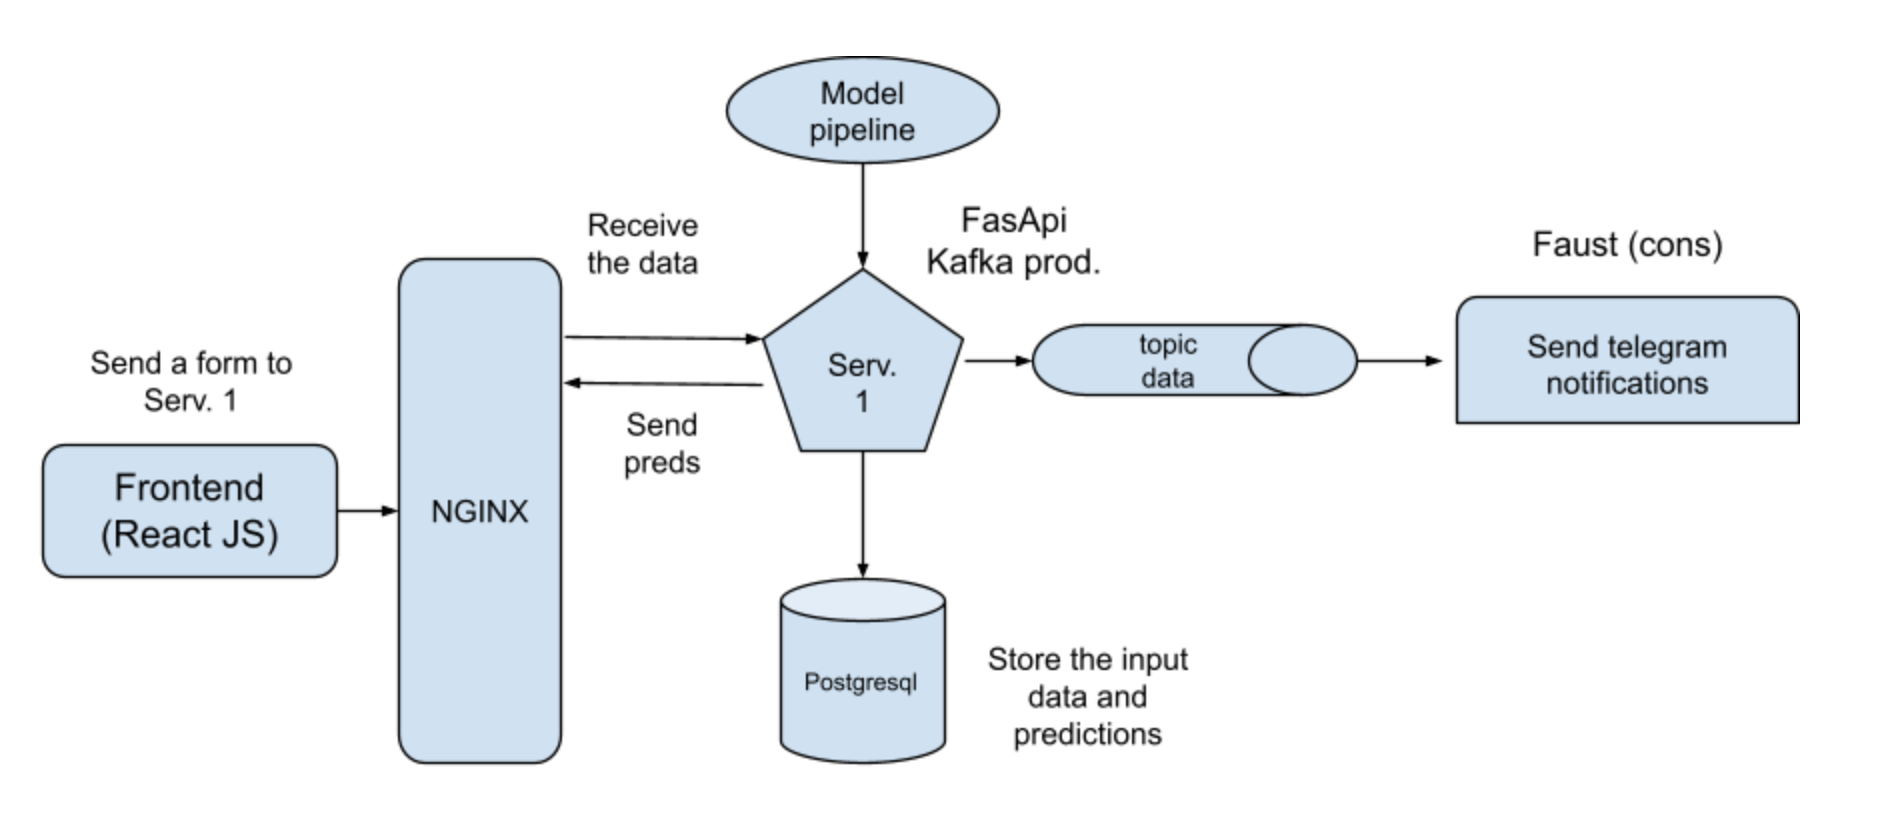 Model
pipeline
Receive
the data
FasApi
Kafka prod.
Faust (cons)
Send a form to
Serv. 1
Serv.
1
topic
data
Send telegram
notifications
Send
preds
Frontend
(React JS)
NGINX
Postgresql
Store the input
data and
predictions